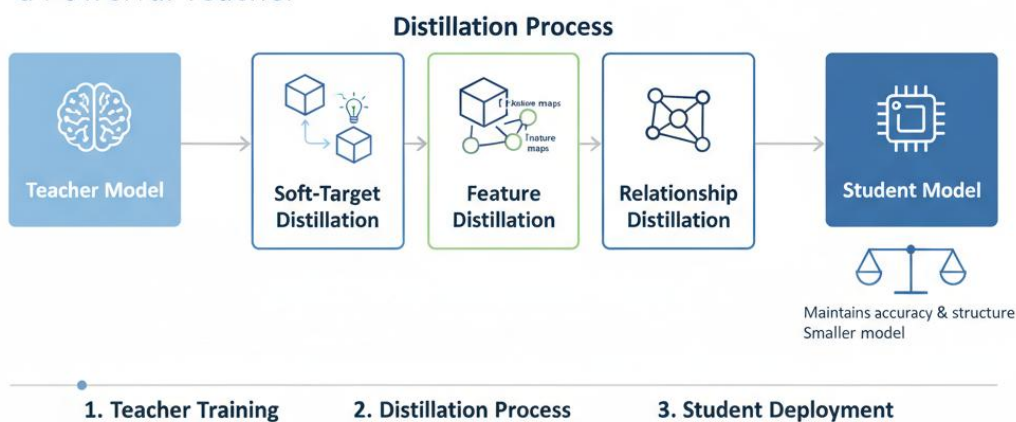 Distillation Process
Teacher Model
Soft-Target
Distillation
maps
maps
Feature
Distillation
Relationship
Distillation
Student Model
Maintains accuracy & structure
Smaller model
1. Teacher Training
2. Distillation Process
3. Student Deployment